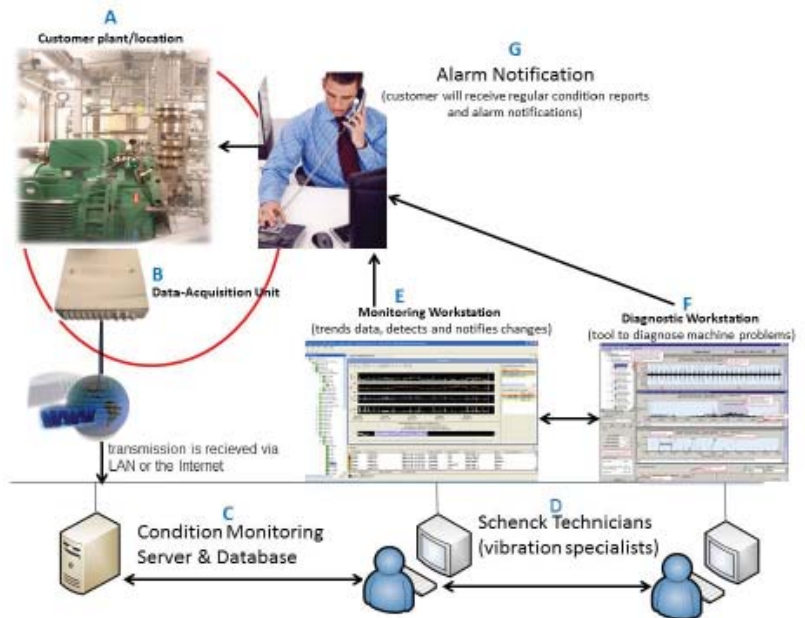 A
Customer plant/location
G
Alarm Notification
(customer will receive regular condition reports
and alarm notifications)
B
Data-Acquisition Unit
E
Monitoring Workstation
(trends data, detects and notifies changes)
F
Diagnostic Workstation
(tool to diagnose machine problems)
transmission is recieved via
LAN or the Internet
C
Condition Monitoring
Server & Database
D
Schenck Technicians
(vibration specialists)